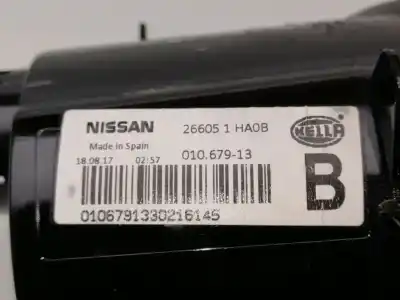 NISSAN 26605 1 HA0B
HELLA
Made in Spain
18.08.17 02:57 010.679-13
B
0106791330216145